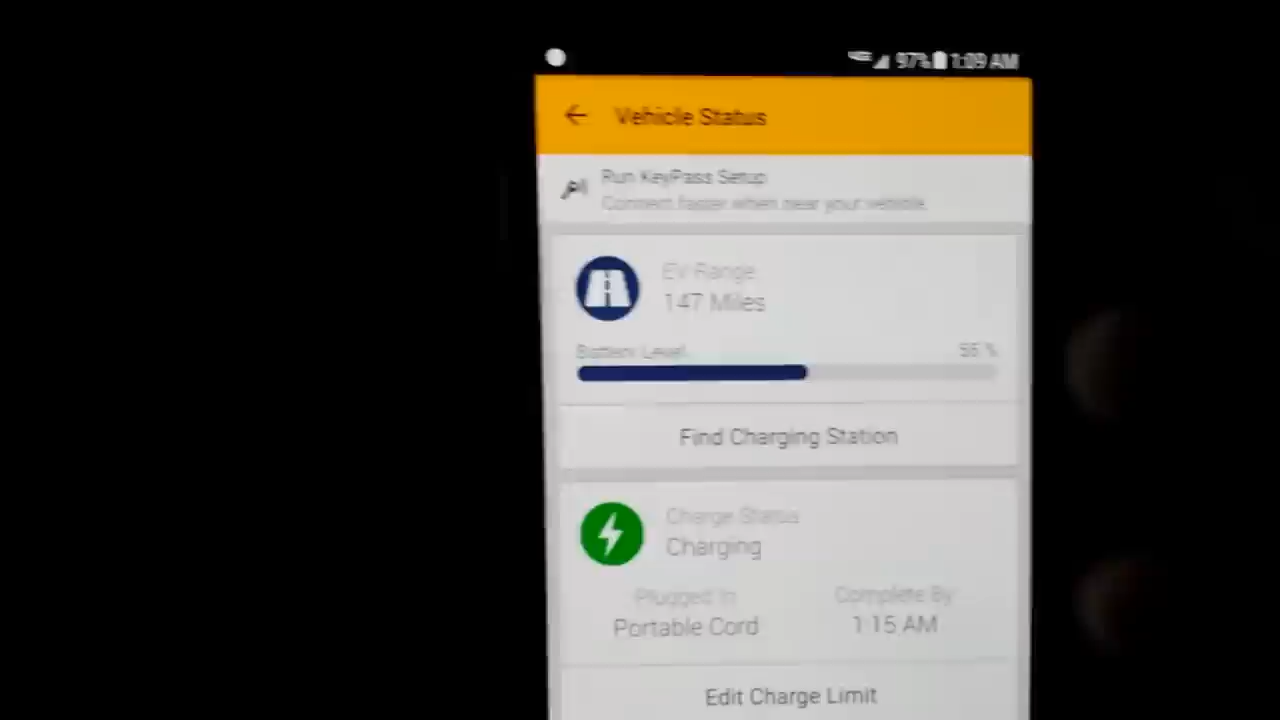 97% 1:09 AM
Vehicle Status
Run KeyPass Setup
Connect faster when near your vehicle.
EV Range
147 Miles
Battery Level
%
Find Charging Station
Charge Status
Charging
Plugged In
Complete By
Portable Cord
1:15 AM
Edit Charge Limit